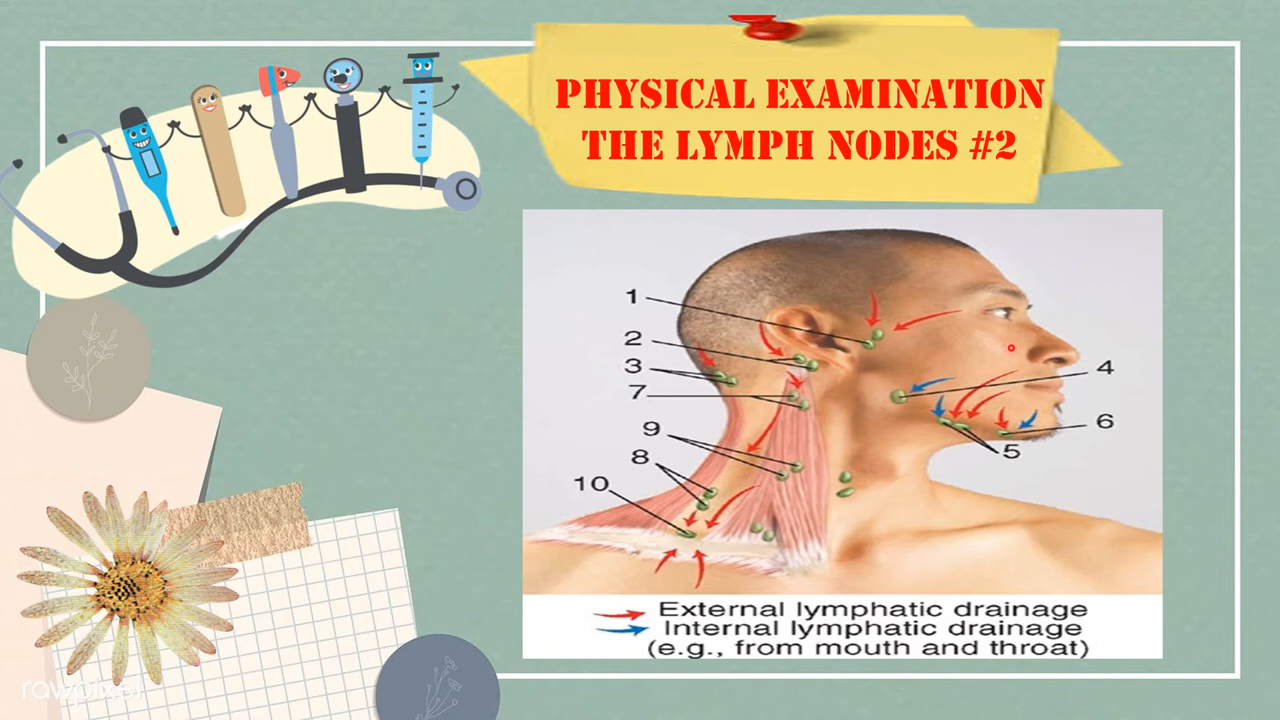 PHYSICAL EXAMINATION
THE LYMPH NODES #2
1
2
3
7
9
8
10
4
6
5
External lymphatic drainage
Internal lymphatic drainage
(e.g., from mouth and throat)
rawpixel